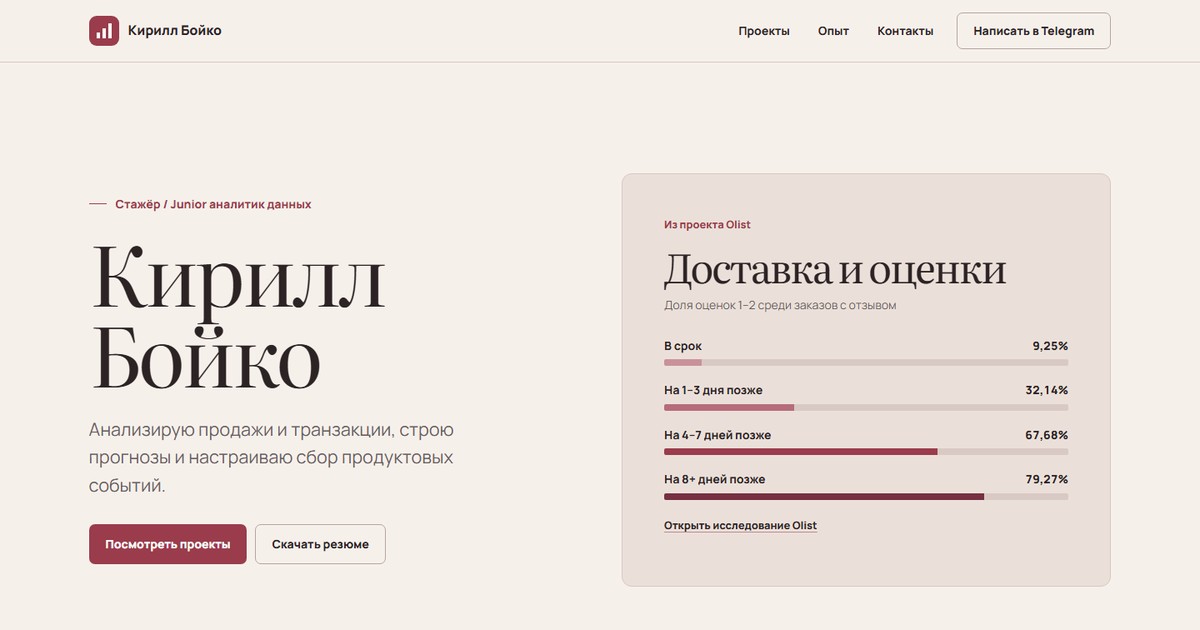 Кирилл Бойко
Проекты
Опыт
Контакты
Написать в Telegram
Стажёр / Junior аналитик данных
Кирилл
Бойко
Анализирую продажи и транзакции, строю
прогнозы и настраиваю сбор продуктовых
событий.
Посмотреть проекты
Скачать резюме
Из проекта Olist
Доставка и оценки
Доля оценок 1–2 среди заказов с отзывом
В срок 9,25%
На 1–3 дня позже 32,14%
На 4–7 дней позже 67,68%
На 8+ дней позже 79,27%
Открыть исследование Olist